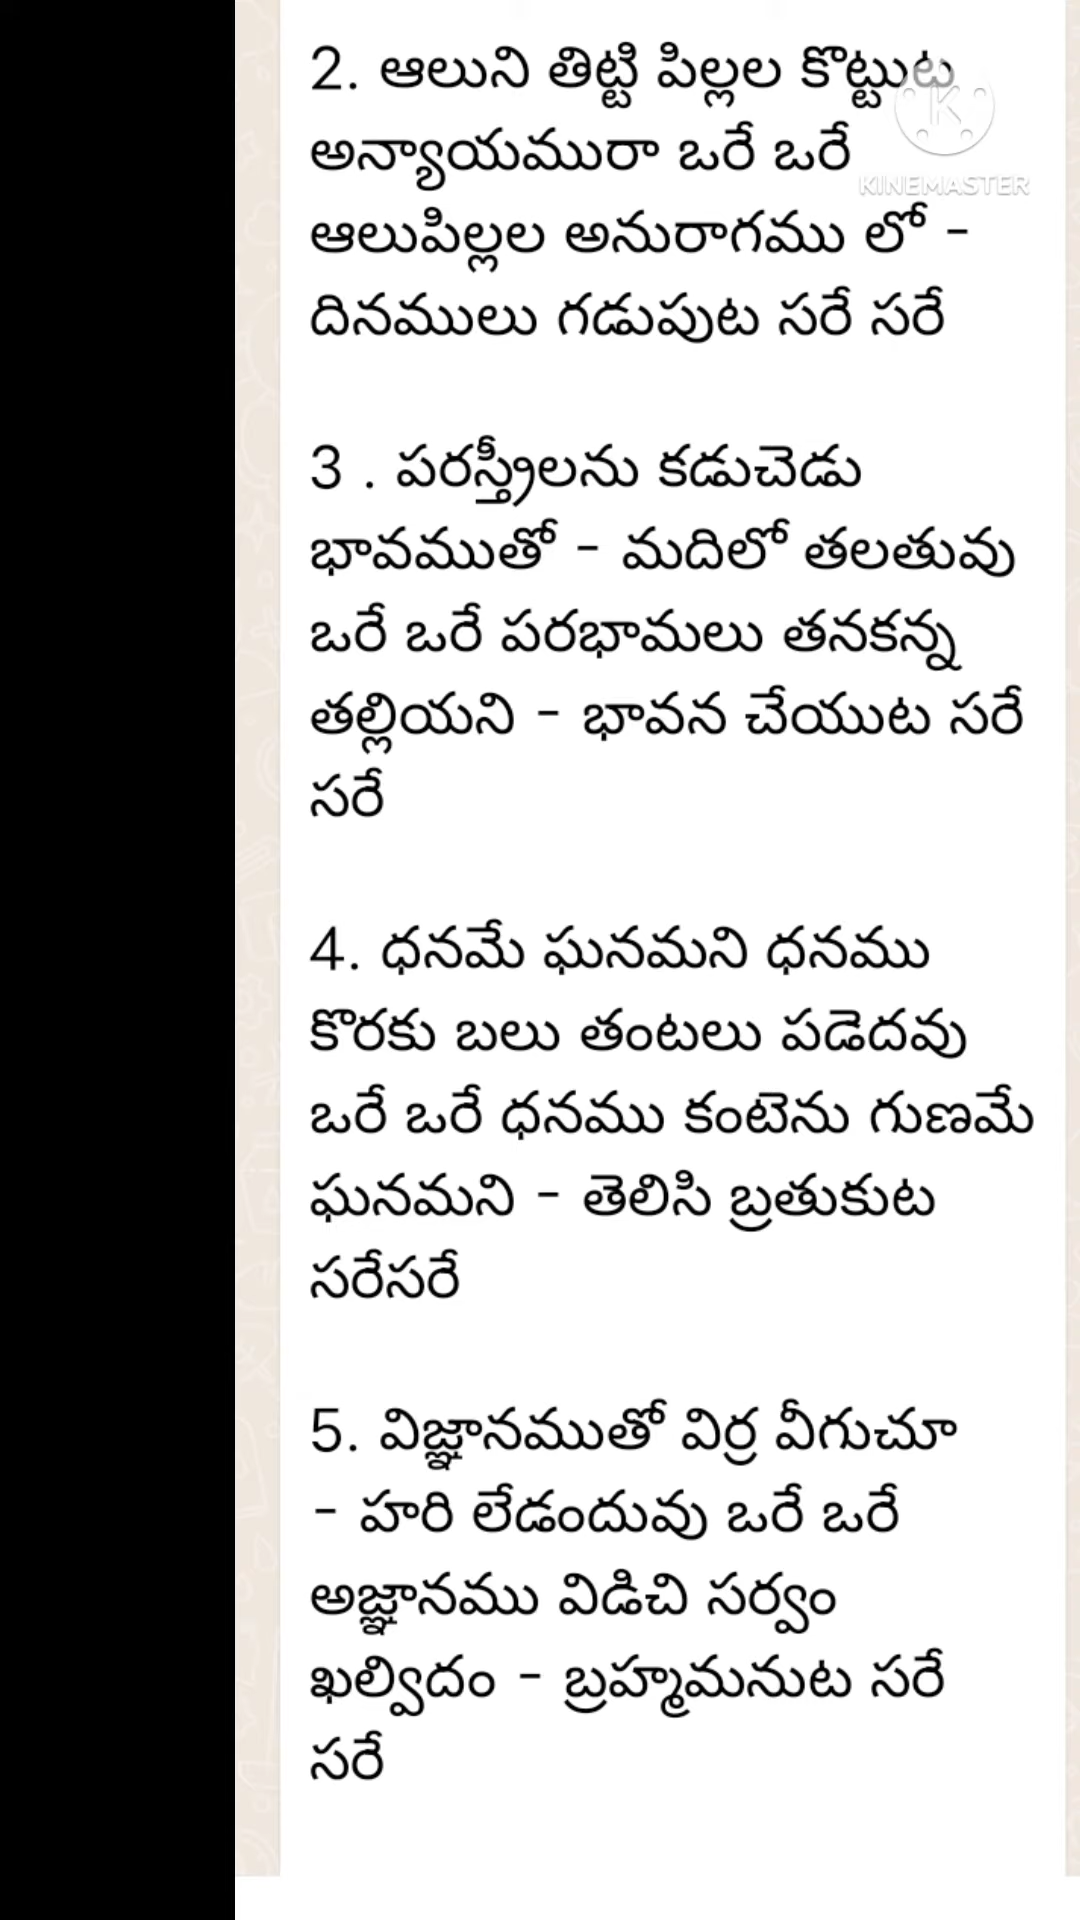 2. ఆలుని తిట్టి పిల్లల కొట్టుట
అన్యాయమురా ఒరే ఒరే
KINEMASTER
ఆలుపిల్లల అనురాగము లో -
దినములు గడుపుట సరే సరే
3 . పరస్త్రీలను కడుచెడు
భావముతో - మదిలో తలతువు
ఒరే ఒరే పరభామలు తనకన్న
తల్లియని - భావన చేయుట సరే
సరే
4. ధనమే ఘనమని ధనము
కొరకు బలు తంటలు పడెదవు
ఒరే ఒరే ధనము కంటెను గుణమే
ఘనమని - తెలిసి బ్రతుకుట
సరేసరే
5. విజ్ఞానముతో విర్ర వీగుచూ
- హరి లేడందువు ఒరే ఒరే
అజ్ఞానము విడిచి సర్వం
ఖల్విదం - బ్రహ్మమనుట సరే
సరే